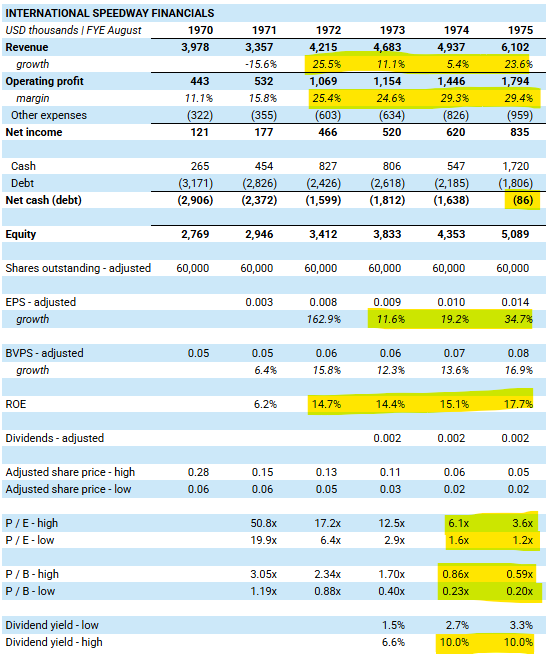 INTERNATIONAL SPEEDWAY FINANCIALS
USD thousands | FYE August 1970 1971 1972 1973 1974 1975
Revenue 3,978 3,357 4,215 4,683 4,937 6,102
growth -15.6% 25.5% 11.1% 5.4% 23.6%
Operating profit 443 532 1,069 1,154 1,446 1,794
margin 11.1% 15.8% 25.4% 24.6% 29.3% 29.4%
Other expenses (322) (355) (603) (634) (826) (959)
Net income 121 177 466 520 620 835
Cash 265 454 827 806 547 1,720
Debt (3,171) (2,826) (2,426) (2,618) (2,185) (1,806)
Net cash (debt) (2,906) (2,372) (1,599) (1,812) (1,638) (86)
Equity 2,769 2,946 3,412 3,833 4,353 5,089
Shares outstanding - adjusted 60,000 60,000 60,000 60,000 60,000 60,000
EPS - adjusted 0.003 0.008 0.009 0.010 0.014
growth 162.9% 11.6% 19.2% 34.7%
BVPS - adjusted 0.05 0.05 0.06 0.06 0.07 0.08
growth 6.4% 15.8% 12.3% 13.6% 16.9%
ROE 6.2% 14.7% 14.4% 15.1% 17.7%
Dividends - adjusted 0.002 0.002 0.002
Adjusted share price - high 0.28 0.15 0.13 0.11 0.06 0.05
Adjusted share price - low 0.06 0.06 0.05 0.03 0.02 0.02
P / E - high 50.8x 17.2x 12.5x 6.1x 3.6x
P / E - low 19.9x 6.4x 2.9x 1.6x 1.2x
P / B - high 3.05x 2.34x 1.70x 0.86x 0.59x
P / B - low 1.19x 0.88x 0.40x 0.23x 0.20x
Dividend yield - low 1.5% 2.7% 3.3%
Dividend yield - high 6.6% 10.0% 10.0%